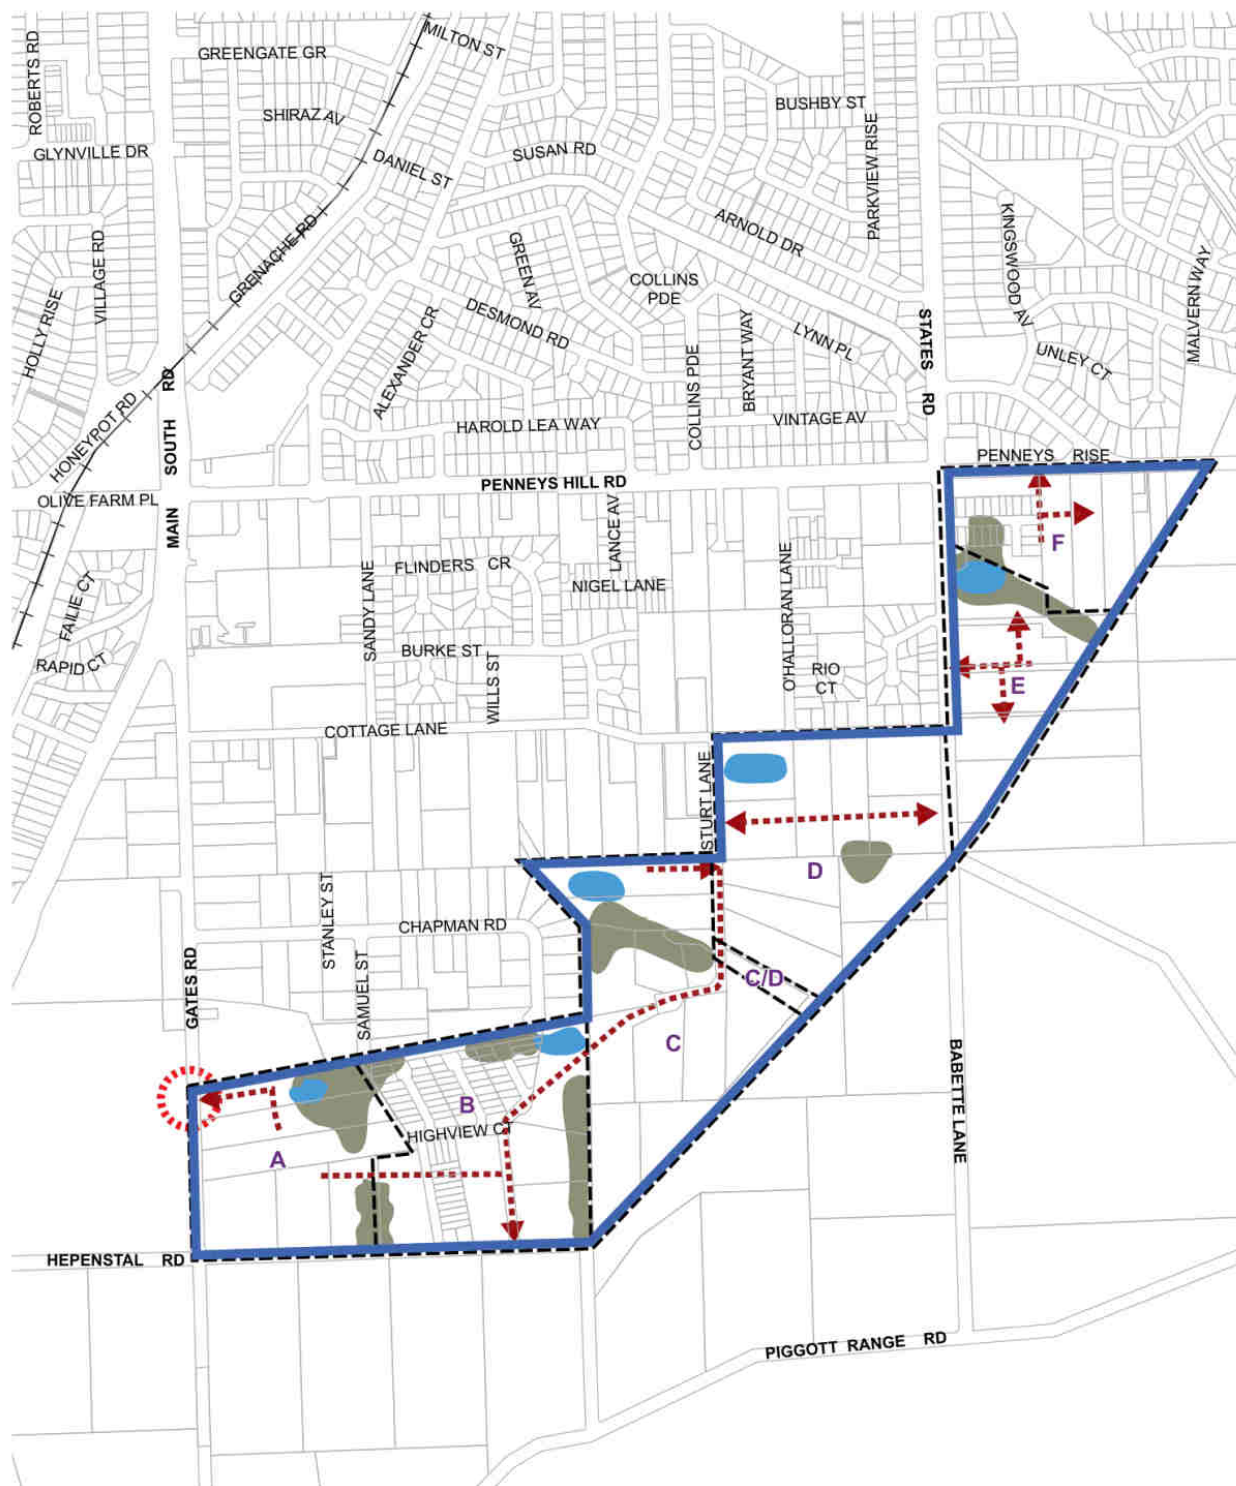 MILTON ST
ROBERTS RD
GREENGATE GR
SHIRAZ AV
BUSHBY ST
GLYNVILLE DR
DANIEL ST
SUSAN RD
PARKVIEW RISE
ARNOLD DR
KINGSWOOD AV
VILLAGE RD
GRENACHE RD
GREEN AV
COLLINS
PDE
MALVERN WAY
HOLLY RISE
ALEXANDER CR
DESMOND RD
BRYANT WAY
LYNN PL
STATES RD
UNLEY CT
COLLINS PDE
HONEYPOT RD
MAIN SOUTH RD
HAROLD LEA WAY
VINTAGE AV
PENNEYS RISE
PENNEYS HILL RD
OLIVE FARM PL
LANCE AV
F
FLINDERS CR
NIGEL LANE
O'HALLORAN LANE
SANDY LANE
FAILIE CT
RAPID CT
BURKE ST
WILLS ST
RIO
CT
E
COTTAGE LANE
STURT LANE
D
STANLEY ST
CHAPMAN RD
SAMUEL ST
GATES RD
C/D
C
BABETTE LANE
B
HIGHVIEW CT
A
HEPENSTAL RD
PIGGOTT RANGE RD